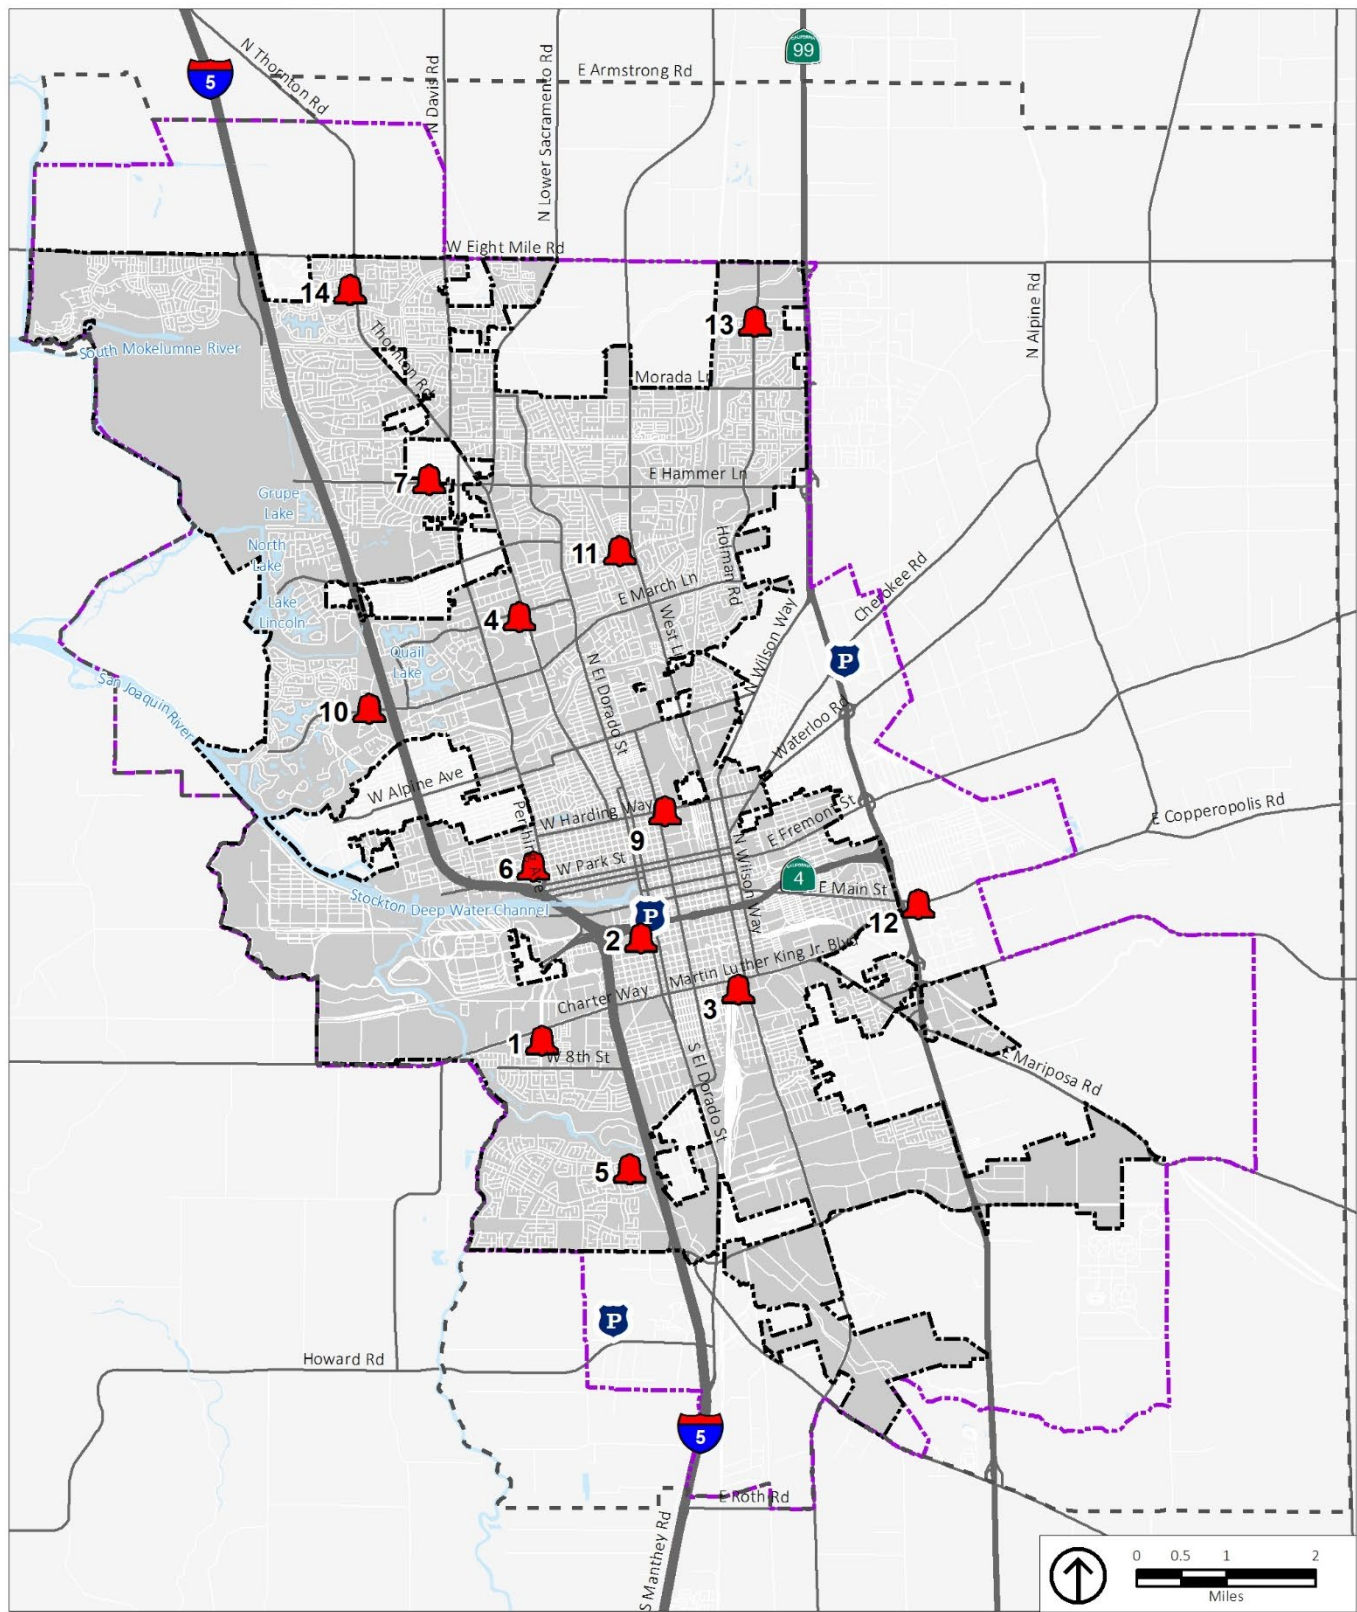 N Thornton Rd
5
N Davis Rd
N Lower Sacramento Rd
E Armstrong Rd
CALIFORNIA
99
W Eight Mile Rd
14
13
N Alpine Rd
South Mokelumne River
Thornton Rd
Morada Ln
7
E Hammer Ln
Grupe
Lake
North
Lake
11
Holman Rd
Lake
Lincoln
E March Ln
Cherokee Rd
4
West Ln
N Wilson Way
Quail
Lake
P
N El Dorado St
San Joaquin River
10
Waterloo Rd
W Alpine Ave
E Copperopolis Rd
W Harding Way
Pershing Ave
9
E Fremont St
6
W Park St
N Wilson Way
CALIFORNIA
4
E Main St
Stockton Deep Water Channel
P
12
2
Martin Luther King Jr. Blvd
Charter Way
3
1
W 8th St
S El Dorado St
E Mariposa Rd
5
P
Howard Rd
5
E Roth Rd
S Manthey Rd
0 0.5 1 2
Miles